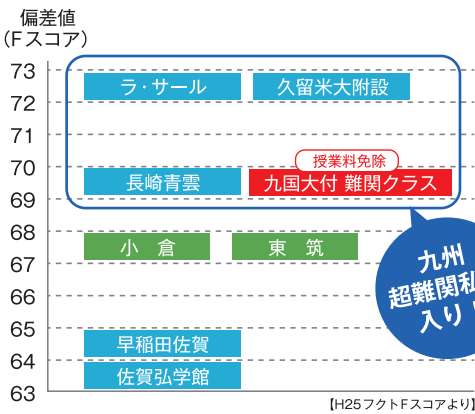 偏差値
（Fスコア）
73
ラ・サール 久留米大附設
72
71
授業料免除
70
長崎青雲 九国大付 難関クラス
69
68
小 倉 東 筑
67
九州
66
超難関私
入り！
65
早稲田佐賀
64
佐賀弘学館
63
【H25フクトFスコアより】